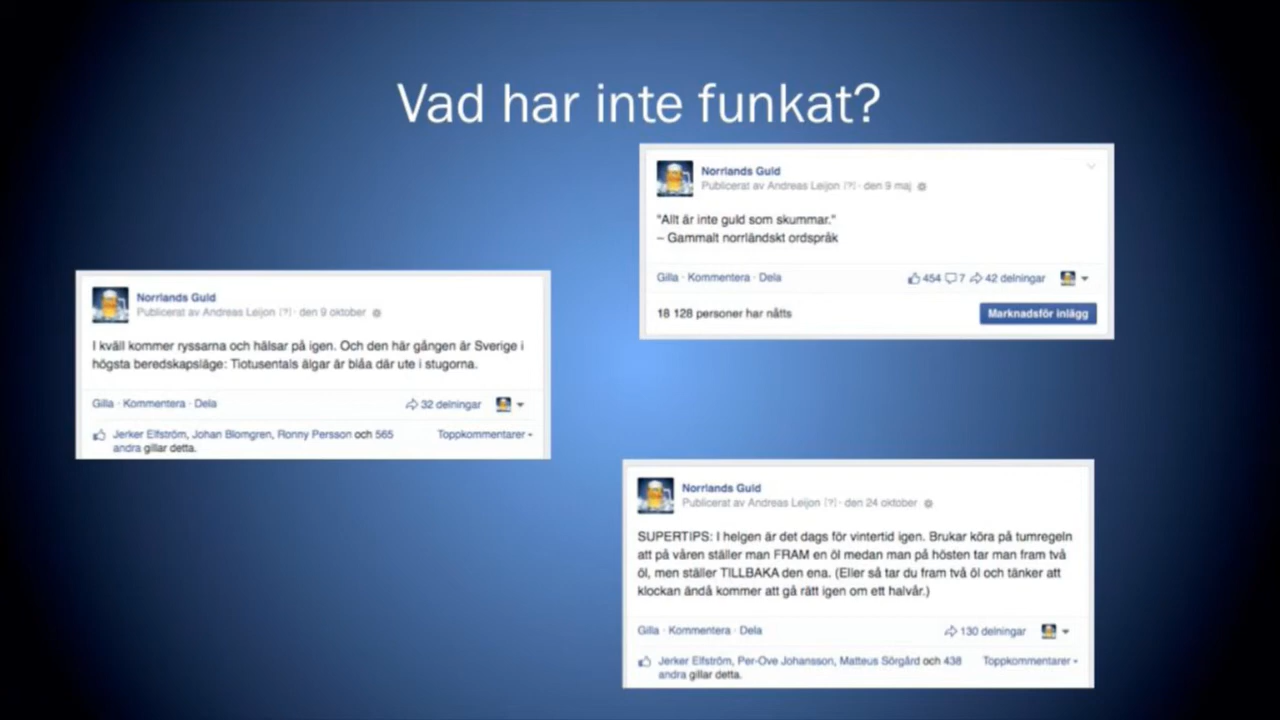 Vad har inte funkat?
Norrlands Guld
Publicerat av Andreas Leijon [?] · den 9 maj
"Allt är inte guld som skummar."
– Gammalt norrländskt ordspråk
Gilla · Kommentera · Dela 454 7 42 delningar
18 128 personer har nåtts Marknadsför inlägg
Norrlands Guld
Publicerat av Andreas Leijon [?] · den 9 oktober
I kväll kommer ryssarna och hälsar på igen. Och den här gången är Sverige i
högsta beredskapsläge: Tiotusentals älgar är blåa där ute i stugorna.
Gilla · Kommentera · Dela 32 delningar
Jerker Elfström, Johan Blomgren, Ronny Persson och 565 Toppkommentarer
andra gillar detta.
Norrlands Guld
Publicerat av Andreas Leijon [?] · den 24 oktober
SUPERTIPS: I helgen är det dags för vintertid igen. Brukar köra på tumregeln
att på våren ställer man FRAM en öl medan man på hösten tar man fram två
öl, men ställer TILLBAKA den ena. (Eller så tar du fram två öl och tänker att
klockan ändå kommer att gå rätt igen om ett halvår.)
Gilla · Kommentera · Dela 130 delningar
Jerker Elfström, Per-Ove Johansson, Matteus Sörgård och 438 Toppkommentarer
andra gillar detta.